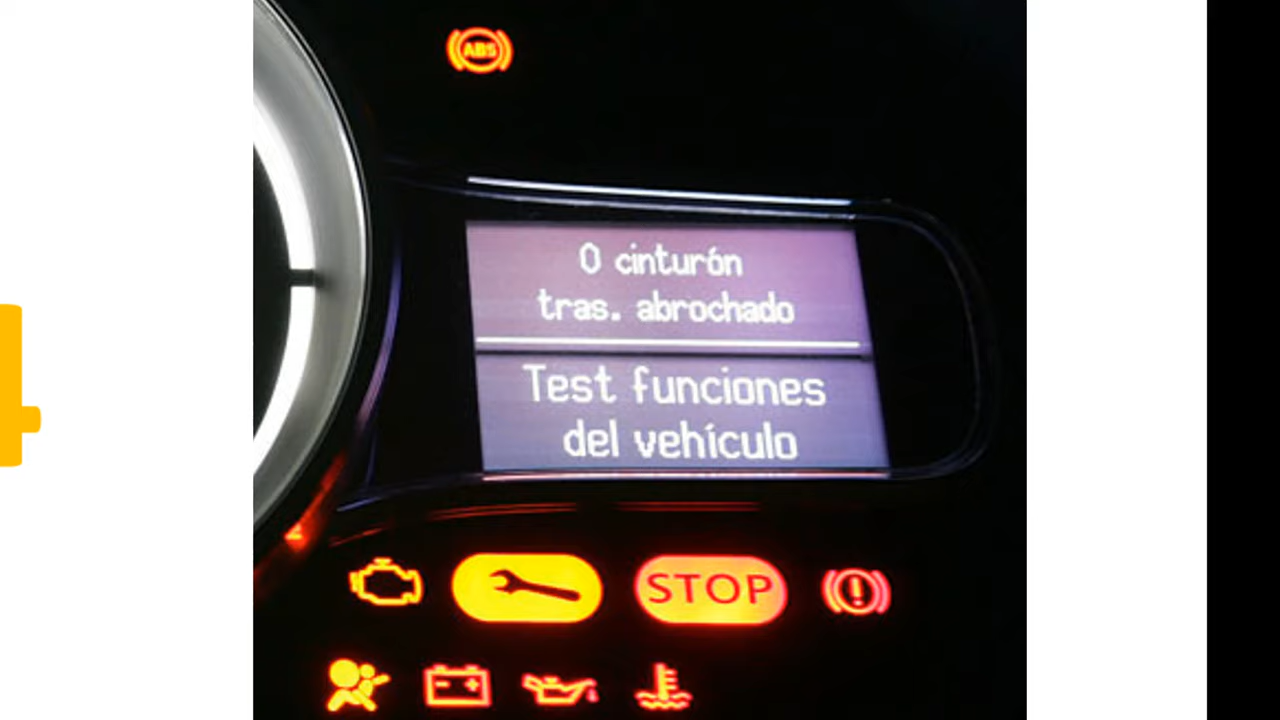 ABS
0 cinturón
tras. abrochado
Test funciones
del vehículo
STOP